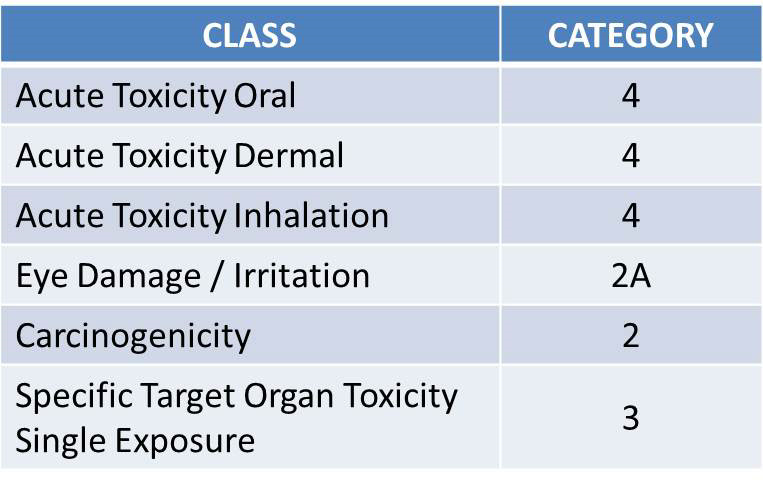 CLASS CATEGORY
Acute Toxicity Oral 4
Acute Toxicity Dermal 4
Acute Toxicity Inhalation 4
Eye Damage / Irritation 2A
Carcinogenicity 2
Specific Target Organ Toxicity
Single Exposure 3